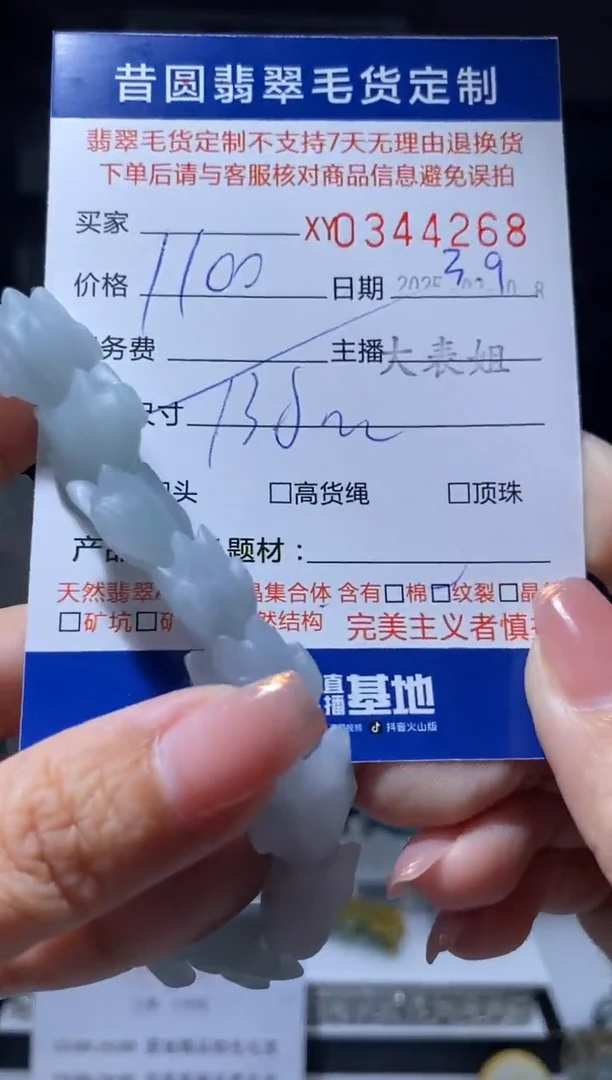 昔圆翡翠毛货定制
翡翠毛货定制不支持7天无理由退换货
下单后请与客服核对商品信息避免误拍
买家 XY0344268
价格 1100 日期 3.9
务费 主播 大表姐
尺寸
头 □高货绳 □顶珠
产 题材：
天然翡翠 晶集合体 含有□棉□纹裂□晶
□矿坑□ 然结构 完美主义者慎
直播基地
抖音火山版